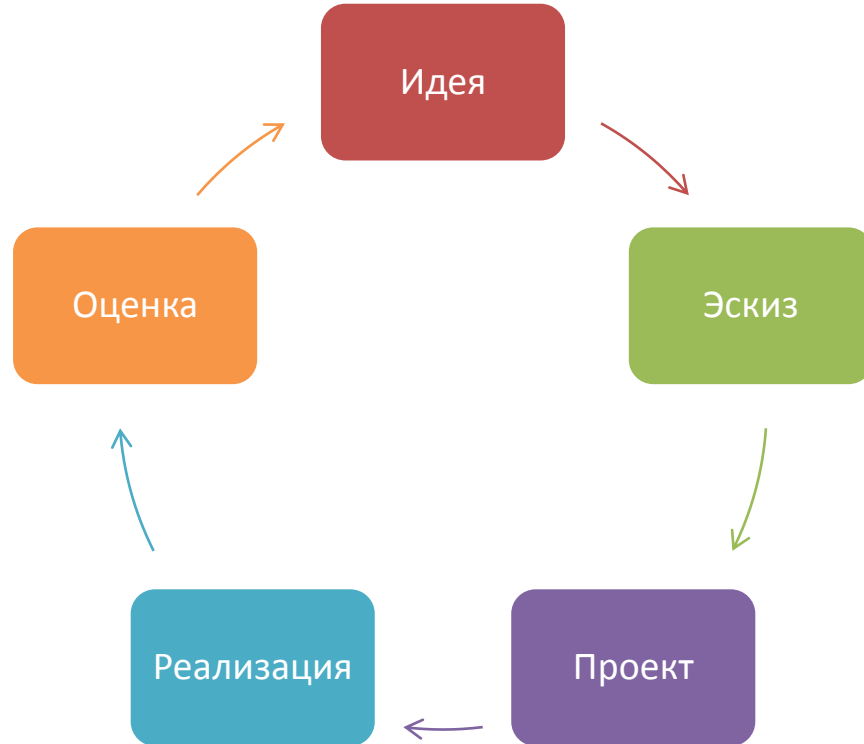 Идея
Эскиз
Проект
Реализация
Оценка